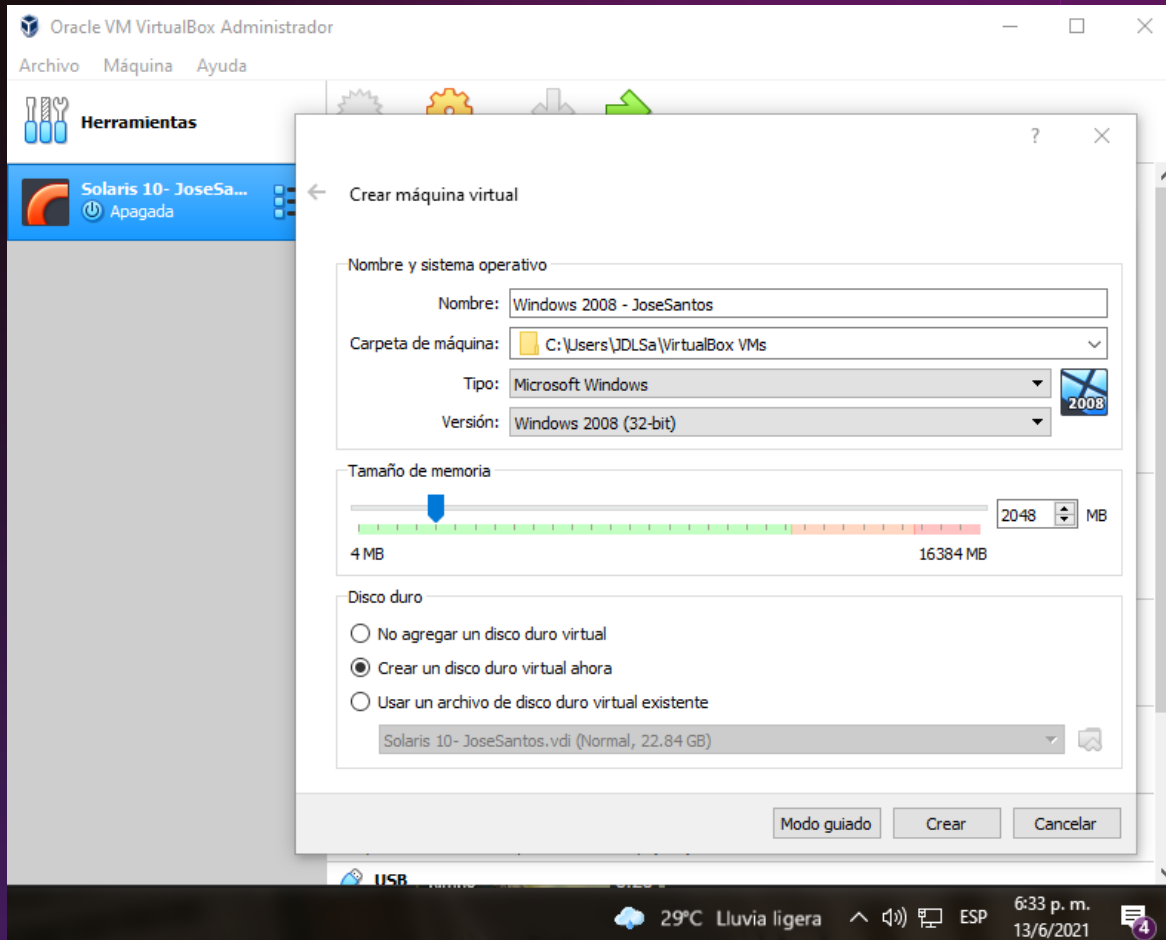 Oracle VM VirtualBox Administrador
Archivo Máquina Ayuda
Herramientas
Solaris 10- JoseSa...
Apagada
?
Crear máquina virtual
Nombre y sistema operativo
Nombre: Windows 2008 - JoseSantos
Carpeta de máquina: C:\Users\JDLSa\VirtualBox VMs
Tipo: Microsoft Windows
2008
Versión: Windows 2008 (32-bit)
Tamaño de memoria
2048 MB
4 MB 16384 MB
Disco duro
No agregar un disco duro virtual
Crear un disco duro virtual ahora
Usar un archivo de disco duro virtual existente
Solaris 10- JoseSantos.vdi (Normal, 22.84 GB)
Modo guiado Crear Cancelar
USB
29°C Lluvia ligera ESP
6:33 p. m.
13/6/2021
4